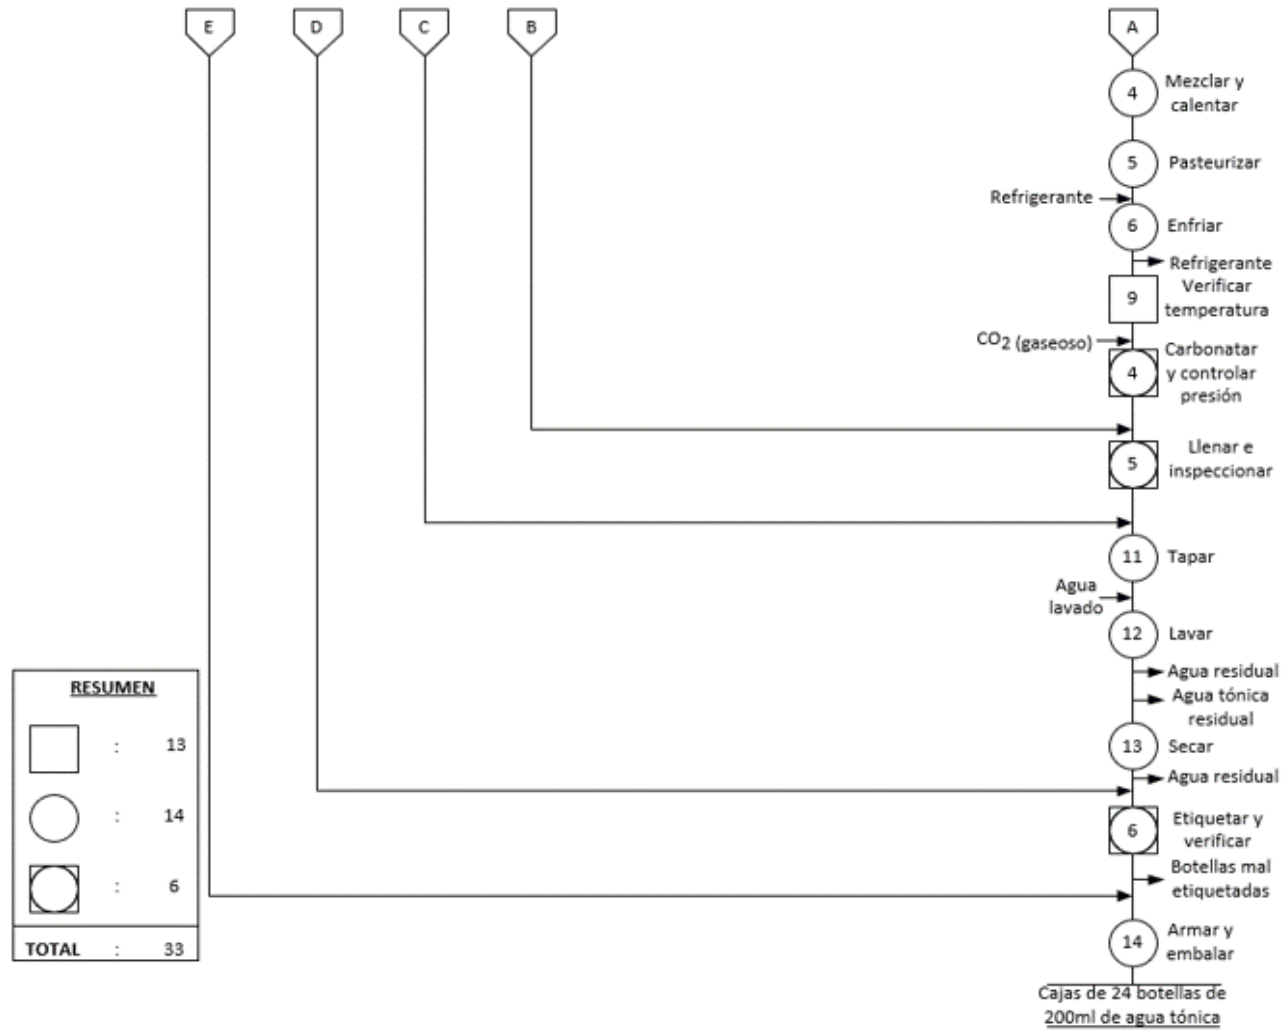 E
D
C
B
A
4
Mezclar y
calentar
5
Pasteurizar
Refrigerante
6
Enfriar
Refrigerante
9
Verificar
temperatura
CO2 (gaseoso)
4
Carbonatar
y controlar
presión
5
Llenar e
inspeccionar
11
Tapar
Agua
lavado
12
Lavar
Agua residual
Agua tónica
residual
13
Secar
Agua residual
6
Etiquetar y
verificar
Botellas mal
etiquetadas
14
Armar y
embalar
Cajas de 24 botellas de
200ml de agua tónica
RESUMEN
: 13
: 14
: 6
TOTAL : 33